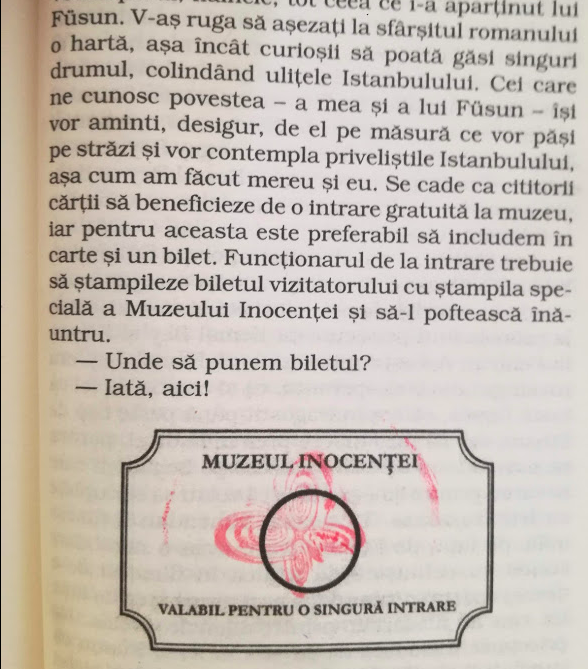 tot ceea ce i-a aparținut lui
Füsun. V-aș ruga să așezați la sfârșitul romanului
o hartă, așa încât curioșii să poată găsi singuri
drumul, colindând ulițele Istanbulului. Cei care
ne cunosc povestea – a mea și a lui Füsun – își
vor aminti, desigur, de el pe măsură ce vor păși
pe străzi și vor contempla priveliștile Istanbulului,
așa cum am făcut mereu și eu. Se cade ca cititorii
cărții să beneficieze de o intrare gratuită la muzeu,
iar pentru aceasta este preferabil să includem în
carte și un bilet. Funcționarul de la intrare trebuie
să ștampileze biletul vizitatorului cu ștampila spe-
cială a Muzeului Inocenței și să-l poftească înă-
untru.
— Unde să punem biletul?
— Iată, aici!
MUZEUL INOCENȚEI
VALABIL PENTRU O SINGURĂ INTRARE